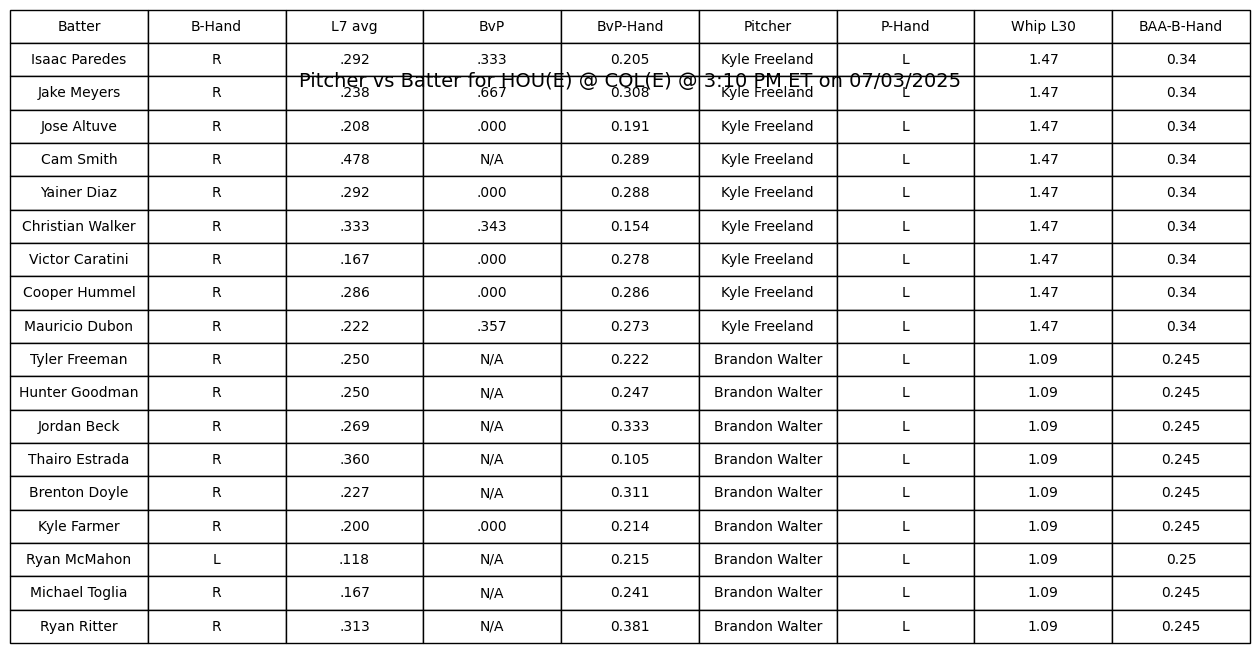 Batter B-Hand L7 avg BvP BvP-Hand Pitcher P-Hand Whip L30 BAA-B-Hand
Isaac Paredes R .292 .333 0.205 Kyle Freeland L 1.47 0.34
Pitcher vs Batter for HOU(E) @ COL(E) @ 3:10 PM ET on 07/03/2025
Jake Meyers R .238 .667 0.308 Kyle Freeland L 1.47 0.34
Jose Altuve R .208 .000 0.191 Kyle Freeland L 1.47 0.34
Cam Smith R .478 N/A 0.289 Kyle Freeland L 1.47 0.34
Yainer Diaz R .292 .000 0.288 Kyle Freeland L 1.47 0.34
Christian Walker R .333 .343 0.154 Kyle Freeland L 1.47 0.34
Victor Caratini R .167 .000 0.278 Kyle Freeland L 1.47 0.34
Cooper Hummel R .286 .000 0.286 Kyle Freeland L 1.47 0.34
Mauricio Dubon R .222 .357 0.273 Kyle Freeland L 1.47 0.34
Tyler Freeman R .250 N/A 0.222 Brandon Walter L 1.09 0.245
Hunter Goodman R .250 N/A 0.247 Brandon Walter L 1.09 0.245
Jordan Beck R .269 N/A 0.333 Brandon Walter L 1.09 0.245
Thairo Estrada R .360 N/A 0.105 Brandon Walter L 1.09 0.245
Brenton Doyle R .227 N/A 0.311 Brandon Walter L 1.09 0.245
Kyle Farmer R .200 .000 0.214 Brandon Walter L 1.09 0.245
Ryan McMahon L .118 N/A 0.215 Brandon Walter L 1.09 0.25
Michael Toglia R .167 N/A 0.241 Brandon Walter L 1.09 0.245
Ryan Ritter R .313 N/A 0.381 Brandon Walter L 1.09 0.245